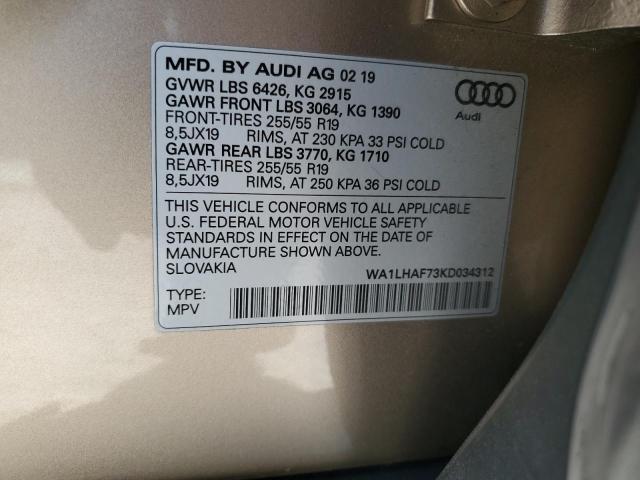 MFD. BY AUDI AG 02 19
GVWR LBS 6426, KG 2915
GAWR FRONT LBS 3064, KG 1390
FRONT-TIRES 255/55 R19
8,5JX19 RIMS, AT 230 KPA 33 PSI COLD
GAWR REAR LBS 3770, KG 1710
REAR-TIRES 255/55 R19
8,5JX19 RIMS, AT 250 KPA 36 PSI COLD
Audi
THIS VEHICLE CONFORMS TO ALL APPLICABLE
U.S. FEDERAL MOTOR VEHICLE SAFETY
STANDARDS IN EFFECT ON THE DATE OF
MANUFACTURE SHOWN ABOVE.
SLOVAKIA WA1LHAF73KD034312
TYPE:
MPV